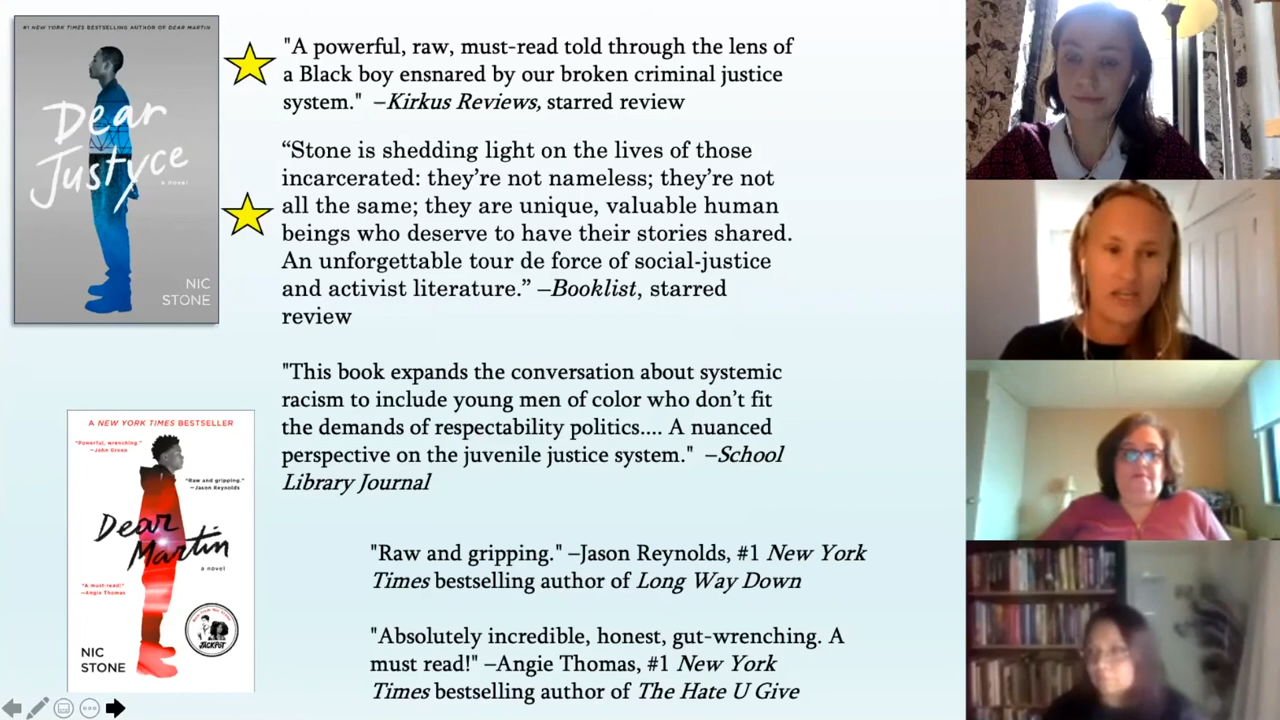 #1 NEW YORK TIMES BESTSELLING AUTHOR OF DEAR MARTIN
Dear
Justyce
a novel
NIC
STONE
"A powerful, raw, must-read told through the lens of
a Black boy ensnared by our broken criminal justice
system." –Kirkus Reviews, starred review
“Stone is shedding light on the lives of those
incarcerated: they’re not nameless; they’re not
all the same; they are unique, valuable human
beings who deserve to have their stories shared.
An unforgettable tour de force of social-justice
and activist literature.” –Booklist, starred
review
"This book expands the conversation about systemic
racism to include young men of color who don’t fit
the demands of respectability politics.... A nuanced
perspective on the juvenile justice system." –School
Library Journal
A NEW YORK TIMES BESTSELLER
"Powerful, wrenching."
—John Green
"Raw and gripping."
—Jason Reynolds
Dear
Martin
a novel
"A must-read!"
—Angie Thomas
NIC
STONE
JACKPOT
"Raw and gripping." –Jason Reynolds, #1 New York
Times bestselling author of Long Way Down
"Absolutely incredible, honest, gut-wrenching. A
must read!" –Angie Thomas, #1 New York
Times bestselling author of The Hate U Give